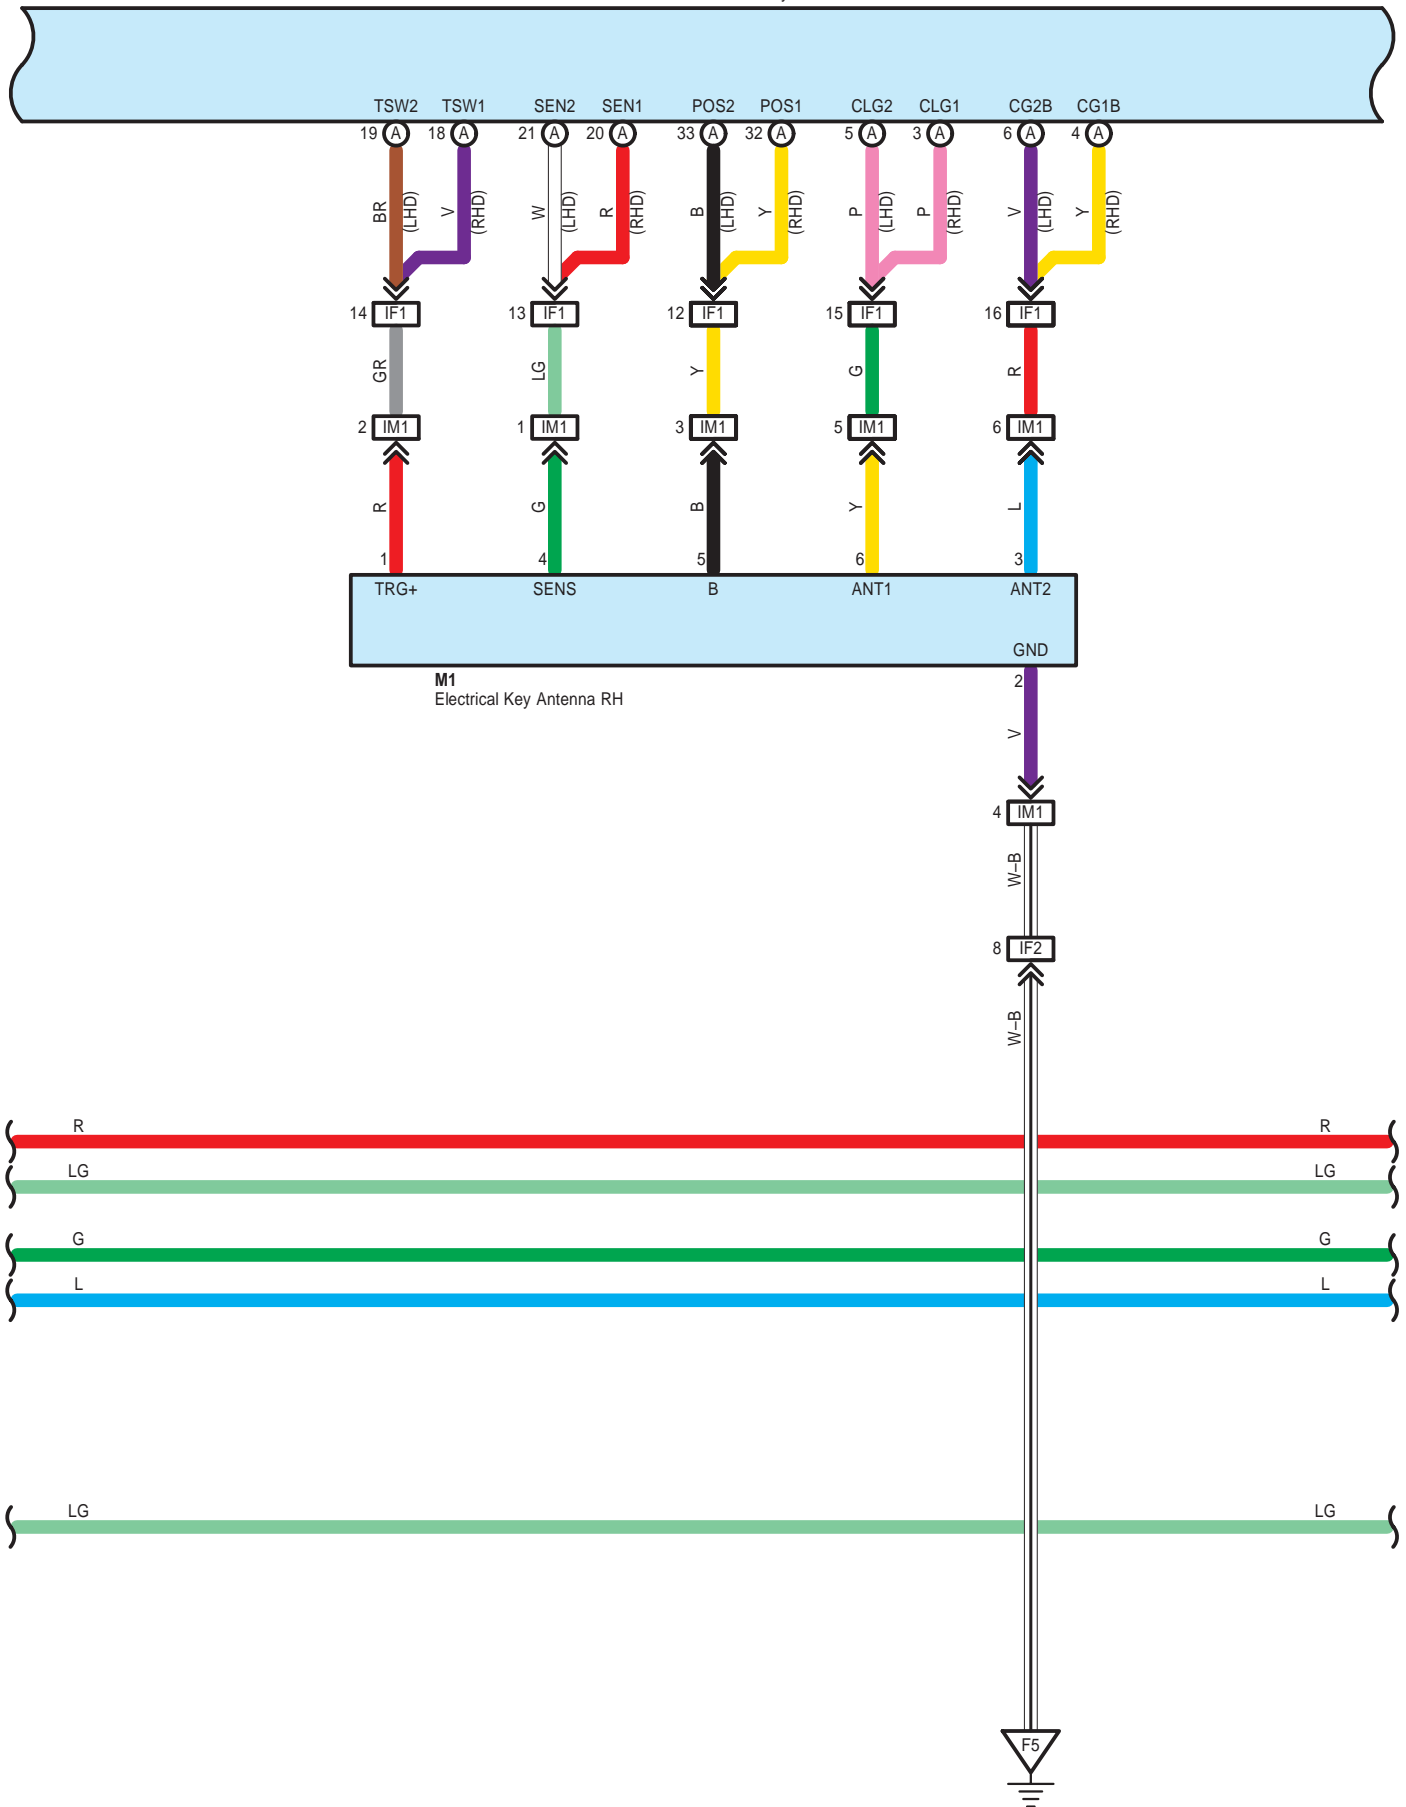 TSW2 TSW1 SEN2 SEN1 POS2 POS1 CLG2 CLG1 CG2B CG1B
19 A 18 A 21 A 20 A 33 A 32 A 5 A 3 A 6 A 4 A
BR (LHD) V (RHD) W (LHD) R (RHD) B (LHD) Y (RHD) P (LHD) P (RHD) V (LHD) Y (RHD)
14 IF1 13 IF1 12 IF1 15 IF1 16 IF1
GR LG Y G R
2 IM1 1 IM1 3 IM1 5 IM1 6 IM1
R G B Y L
1 4 5 6 3
TRG+ SENS B ANT1 ANT2
GND
M1 2
Electrical Key Antenna RH
V
4 IM1
W–B
8 IF2
W–B
R R
LG LG
G G
L L
LG LG
F5